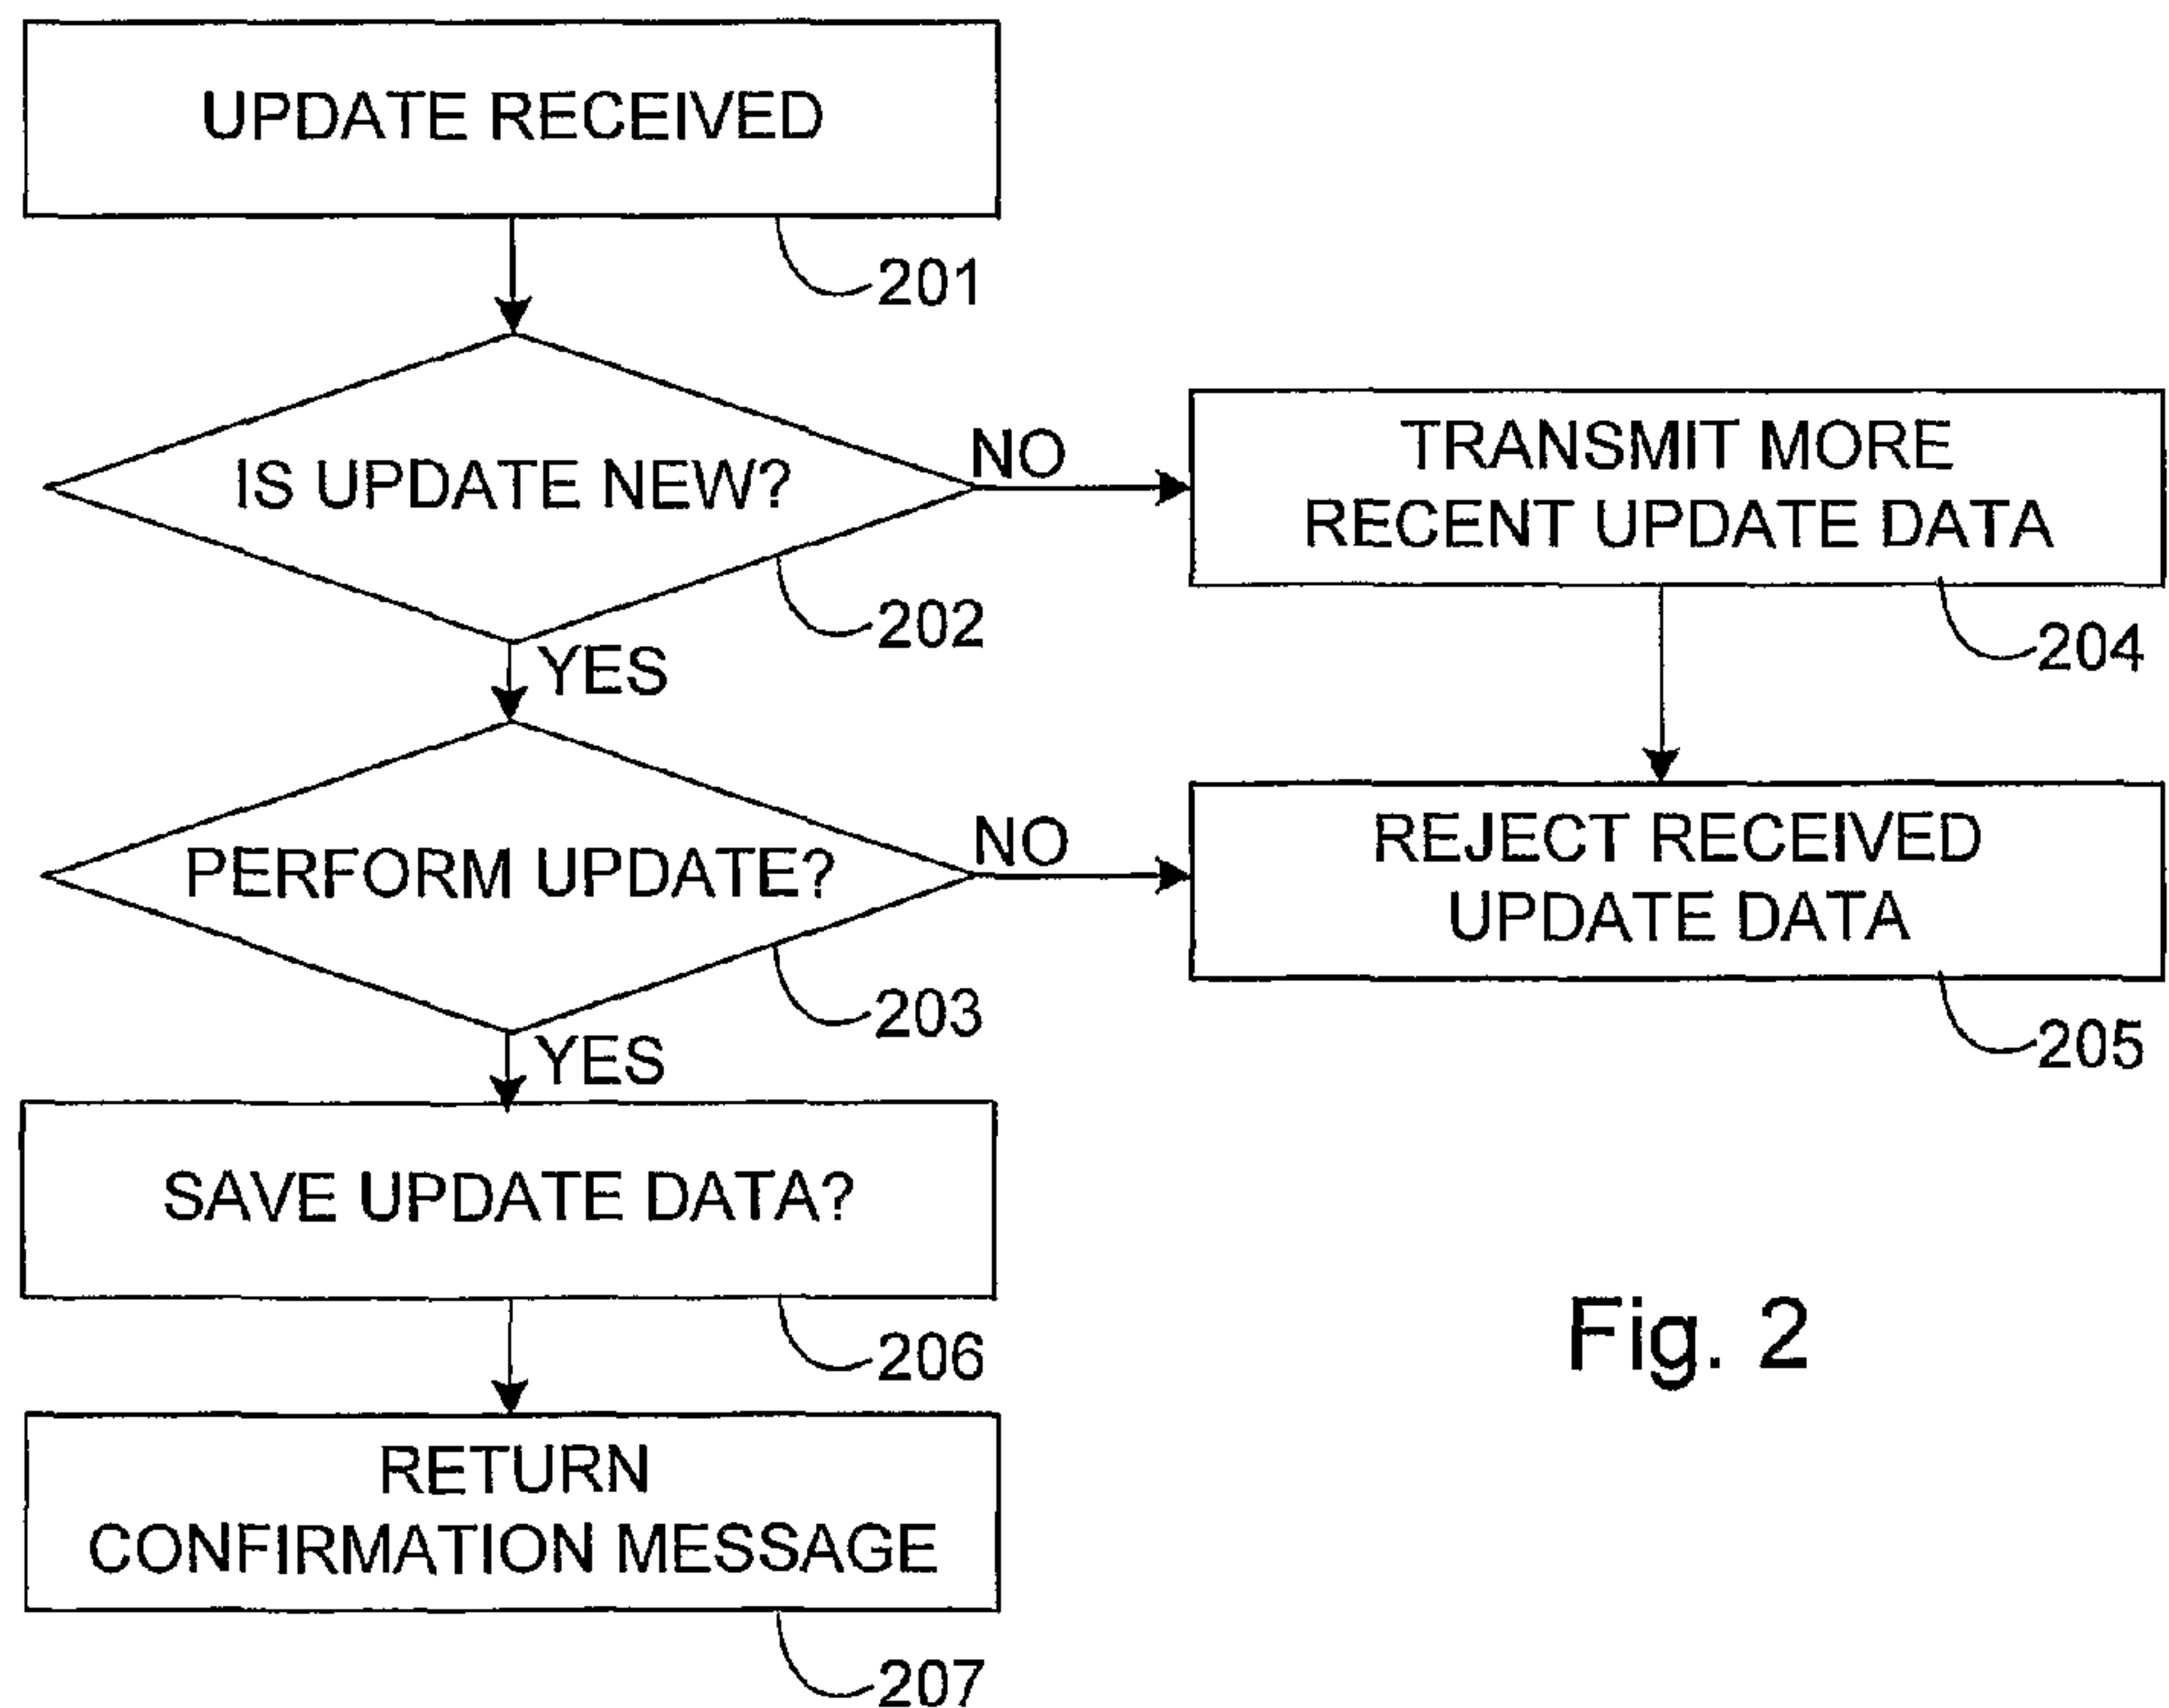 UPDATE RECEIVED
201
IS UPDATE NEW?
NO
202
YES
TRANSMIT MORE
RECENT UPDATE DATA
204
PERFORM UPDATE?
NO
203
YES
REJECT RECEIVED
UPDATE DATA
205
SAVE UPDATE DATA?
206
RETURN
CONFIRMATION MESSAGE
207
Fig. 2